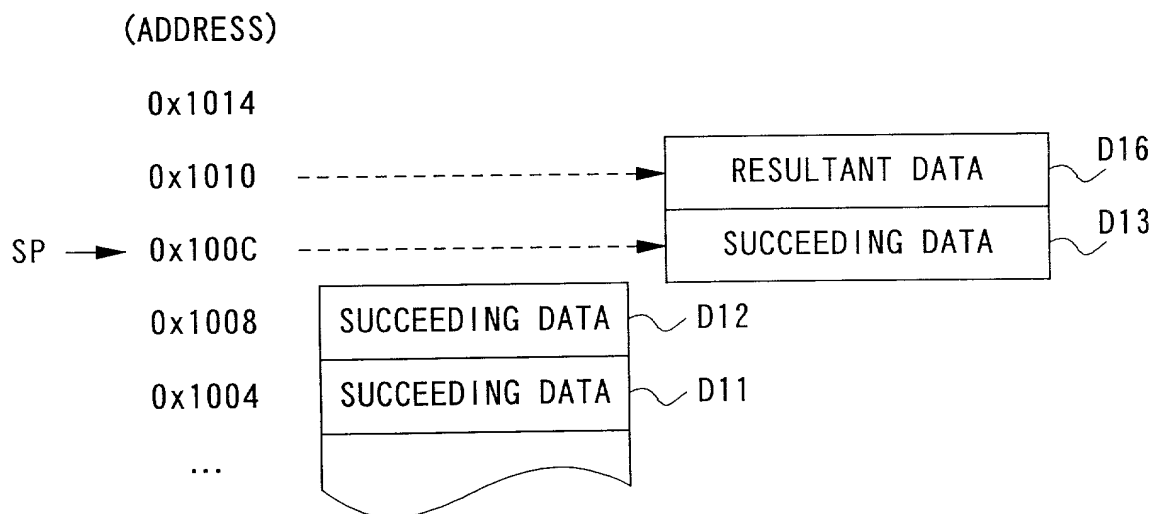 (ADDRESS)
0x1014
0x1010 RESULTANT DATA D16
SP 0x100C SUCCEEDING DATA D13
0x1008 SUCCEEDING DATA D12
0x1004 SUCCEEDING DATA D11
...